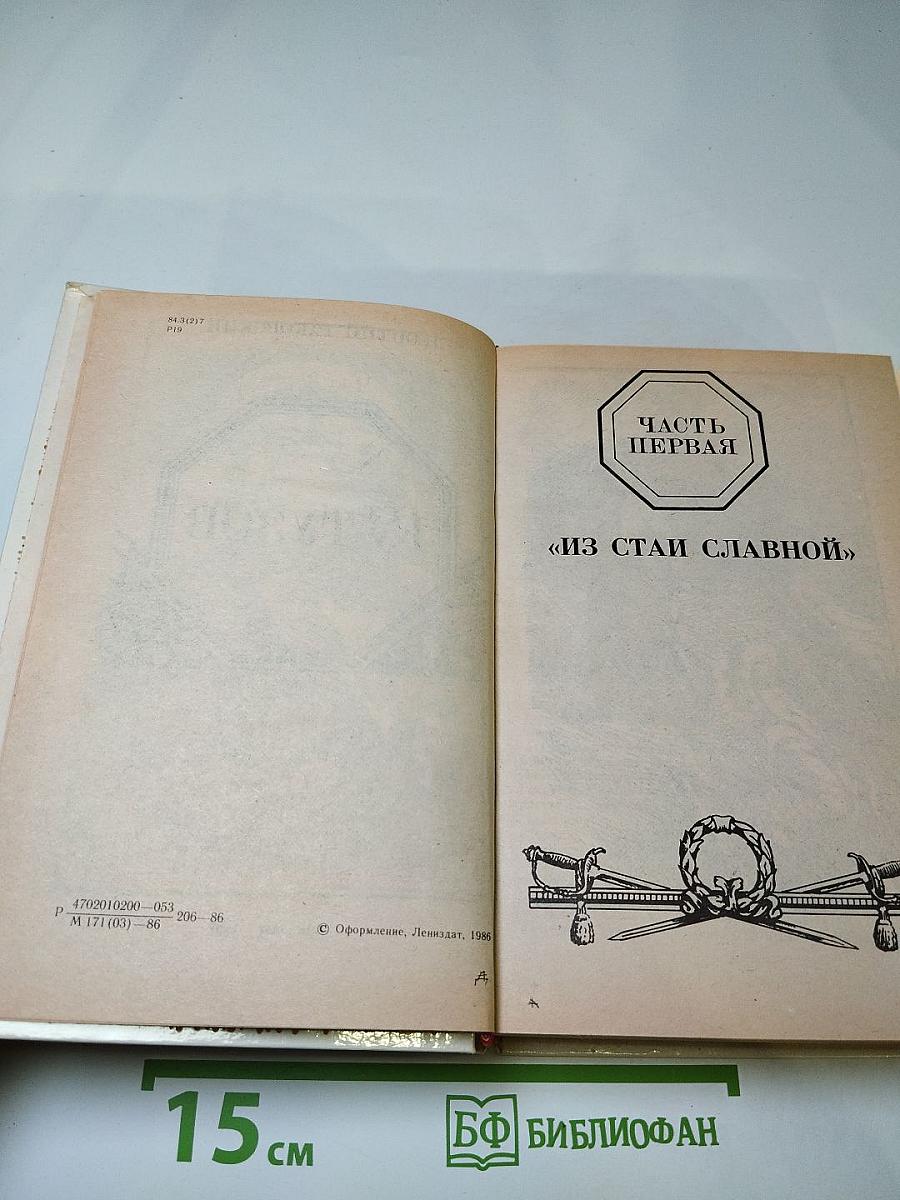 84.3(2)7
Р19
Р 4702010200—053
М 171(03)—86 206—86
© Оформление, Лениздат, 1986
ЧАСТЬ
ПЕРВАЯ
«ИЗ СТАИ СЛАВНОЙ»
15 см
БФ БИБЛИОФАН